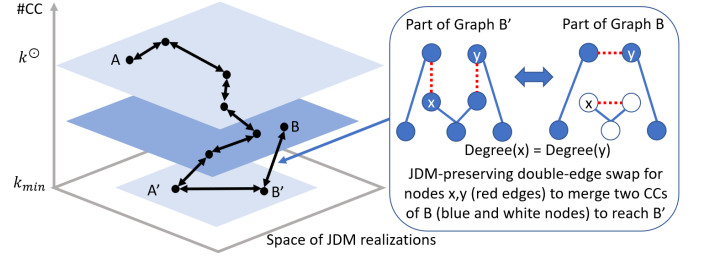 #CC
k⊙
k_min
A
B
A'
B'
Space of JDM realizations
Part of Graph B'
Part of Graph B
y
x
y
x
Degree(x) = Degree(y)
JDM-preserving double-edge swap for
nodes x,y (red edges) to merge two CCs
of B (blue and white nodes) to reach B'